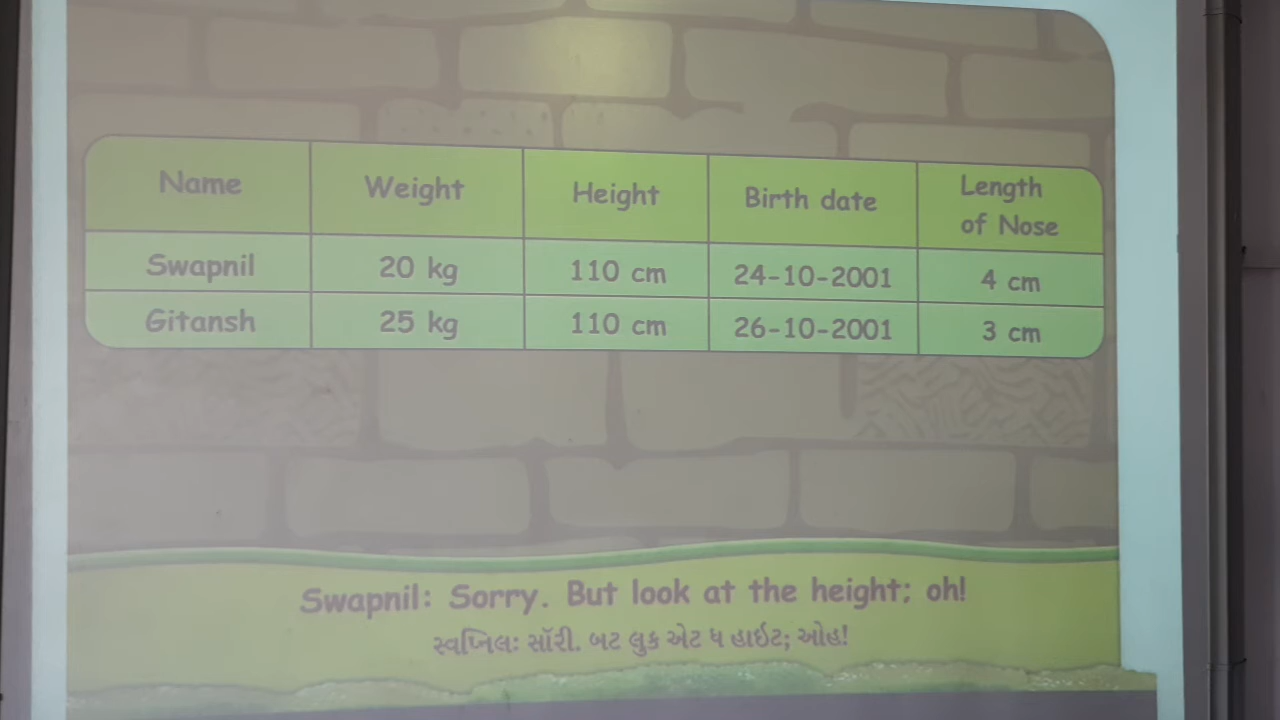 Name Weight Height Birth date Length of Nose
Swapnil 20 kg 110 cm 24-10-2001 4 cm
Gitansh 25 kg 110 cm 26-10-2001 3 cm
Swapnil: Sorry. But look at the height; oh!
સ્વપ્નિલઃ સૉરી. બટ લુક એટ ધ હાઇટ; ઓહ!